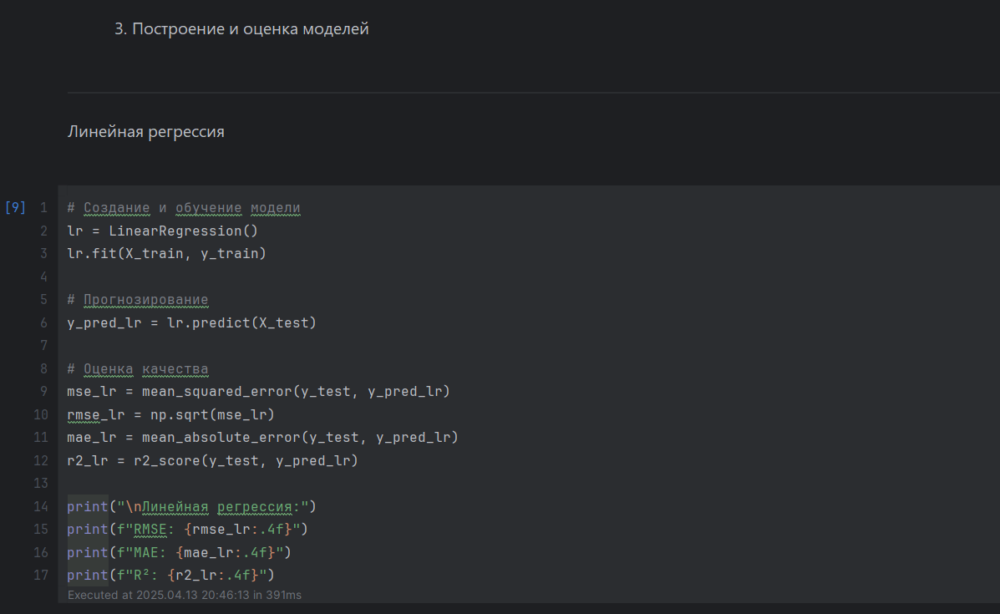 3. Построение и оценка моделей
Линейная регрессия
[9] 1 # Создание и обучение модели
2 lr = LinearRegression()
3 lr.fit(X_train, y_train)
4
5 # Прогнозирование
6 y_pred_lr = lr.predict(X_test)
7
8 # Оценка качества
9 mse_lr = mean_squared_error(y_test, y_pred_lr)
10 rmse_lr = np.sqrt(mse_lr)
11 mae_lr = mean_absolute_error(y_test, y_pred_lr)
12 r2_lr = r2_score(y_test, y_pred_lr)
13
14 print("\nЛинейная регрессия:")
15 print(f"RMSE: {rmse_lr:.4f}")
16 print(f"MAE: {mae_lr:.4f}")
17 print(f"R²: {r2_lr:.4f}")
Executed at 2025.04.13 20:46:13 in 391ms